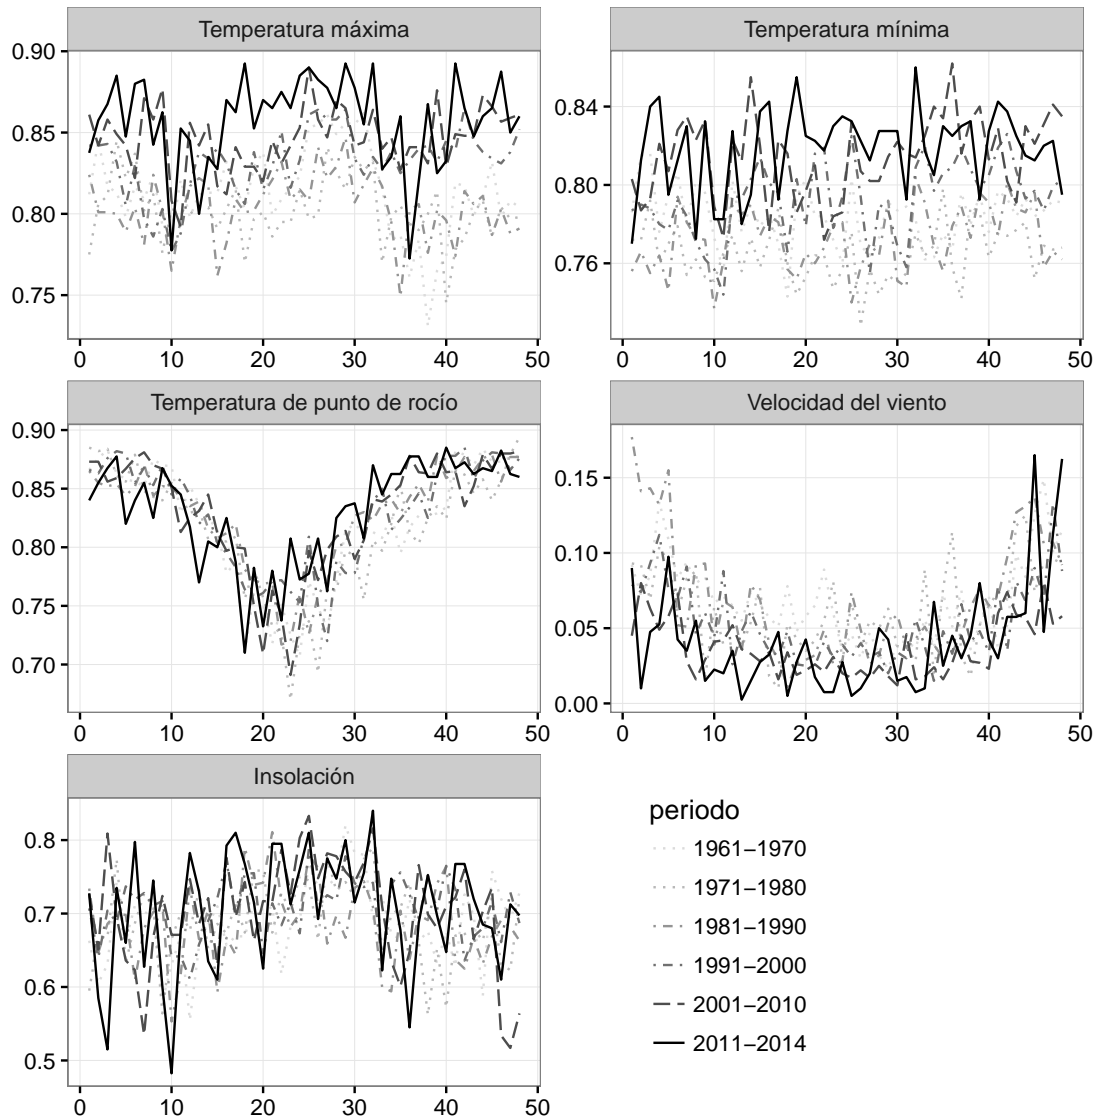 Temperatura máxima
Temperatura mínima
0.90
0.85
0.80
0.75
0.84
0.80
0.76
0 10 20 30 40 50
0 10 20 30 40 50
Temperatura de punto de rocío
Velocidad del viento
0.90
0.85
0.80
0.75
0.70
0.15
0.10
0.05
0.00
0 10 20 30 40 50
0 10 20 30 40 50
Insolación
0.8
0.7
0.6
0.5
0 10 20 30 40 50
periodo
1961−1970
1971−1980
1981−1990
1991−2000
2001−2010
2011−2014